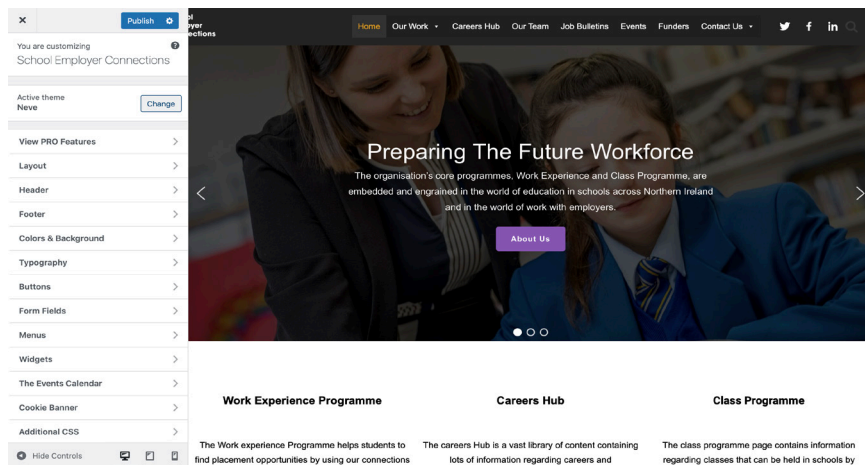 Publish
You are customizing
School Employer Connections
Active theme
Neve
Change
View PRO Features
Layout
Header
Footer
Colors & Background
Typography
Buttons
Form Fields
Menus
Widgets
The Events Calendar
Cookie Banner
Additional CSS
Hide Controls
Home Our Work Careers Hub Our Team Job Bulletins Events Funders Contact Us
Preparing The Future Workforce
The organisation's core programmes, Work Experience and Class Programme, are
embedded and engrained in the world of education in schools across Northern Ireland
and in the world of work with employers.
About Us
Work Experience Programme
The Work experience Programme helps students to
find placement opportunities by using our connections
Careers Hub
The careers Hub is a vast library of content containing
lots of information regarding careers and
Class Programme
The class programme page contains information
regarding classes that can be held in schools by